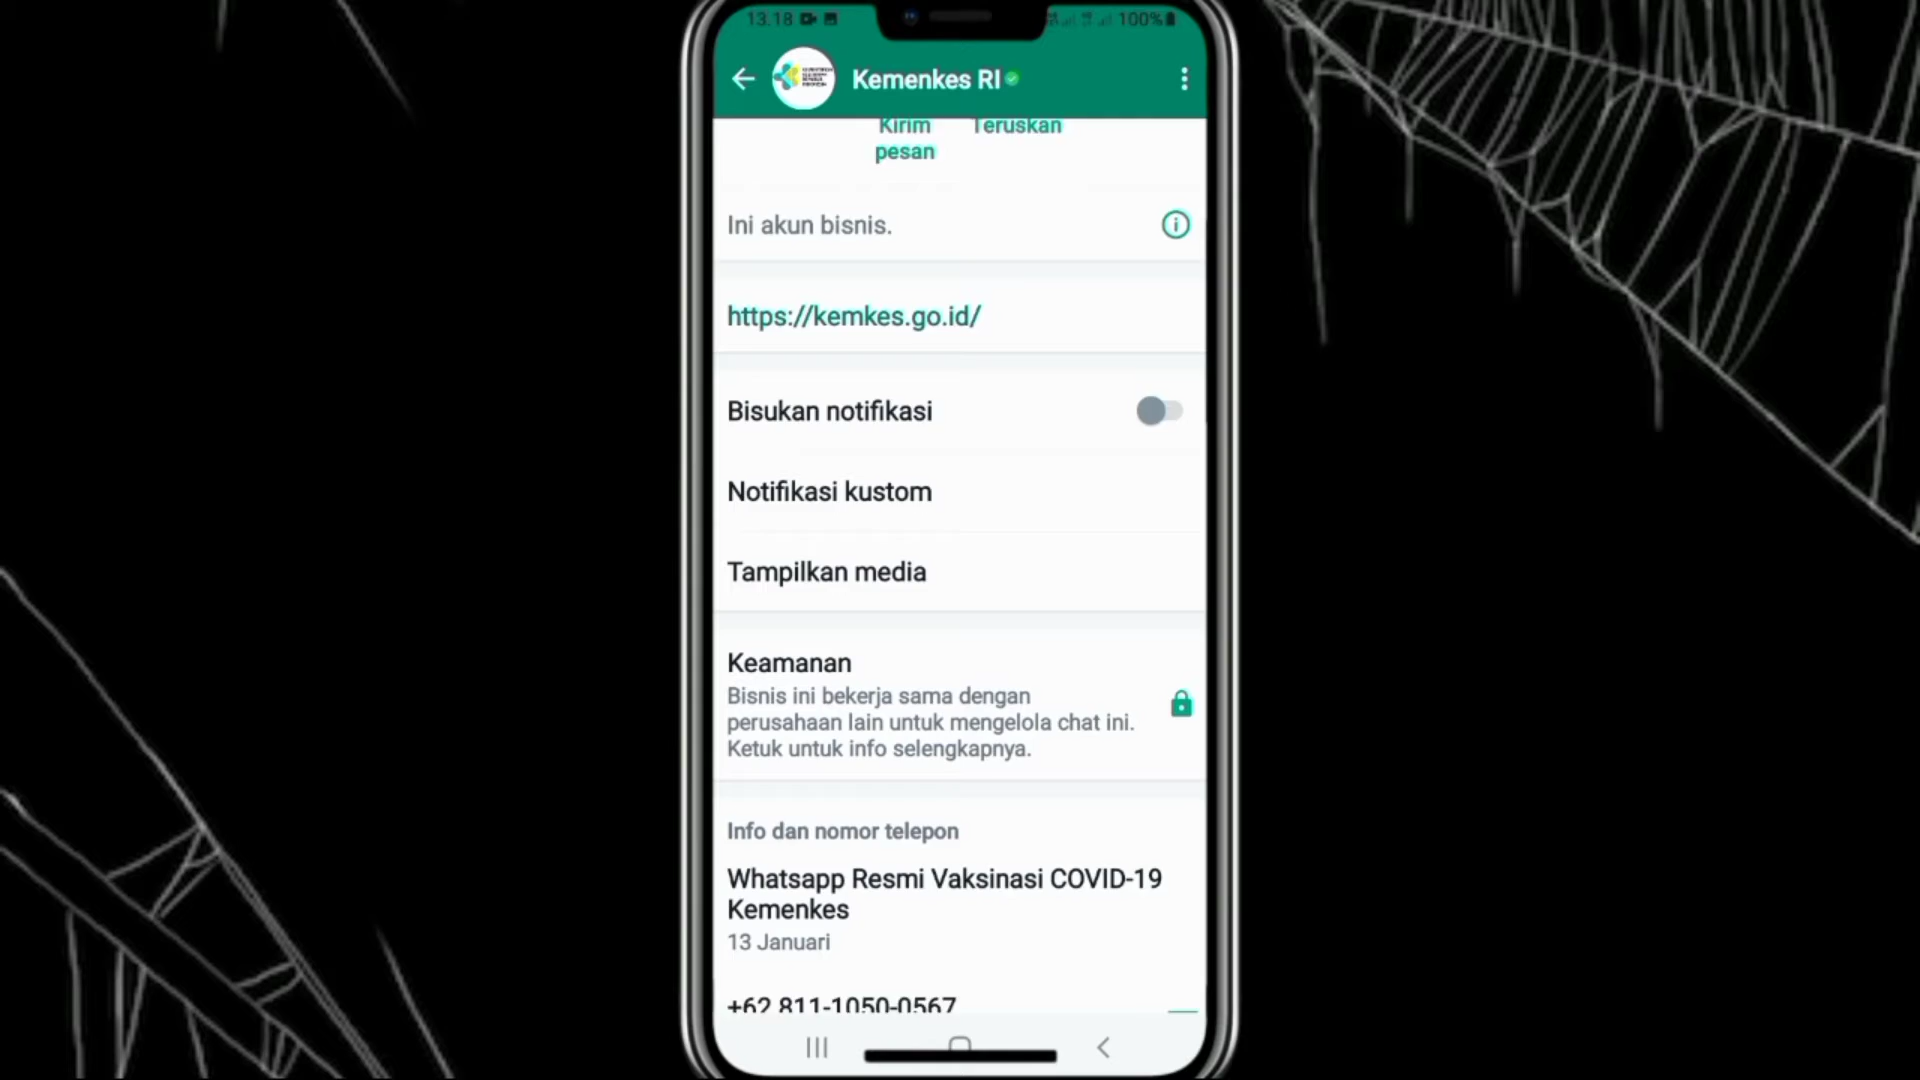 13.18 100%
Kemenkes RI
Kirim Teruskan
pesan
Ini akun bisnis.
https://kemkes.go.id/
Bisukan notifikasi
Notifikasi kustom
Tampilkan media
Keamanan
Bisnis ini bekerja sama dengan
perusahaan lain untuk mengelola chat ini.
Ketuk untuk info selengkapnya.
Info dan nomor telepon
Whatsapp Resmi Vaksinasi COVID-19
Kemenkes
13 Januari
+62 811-1050-0567